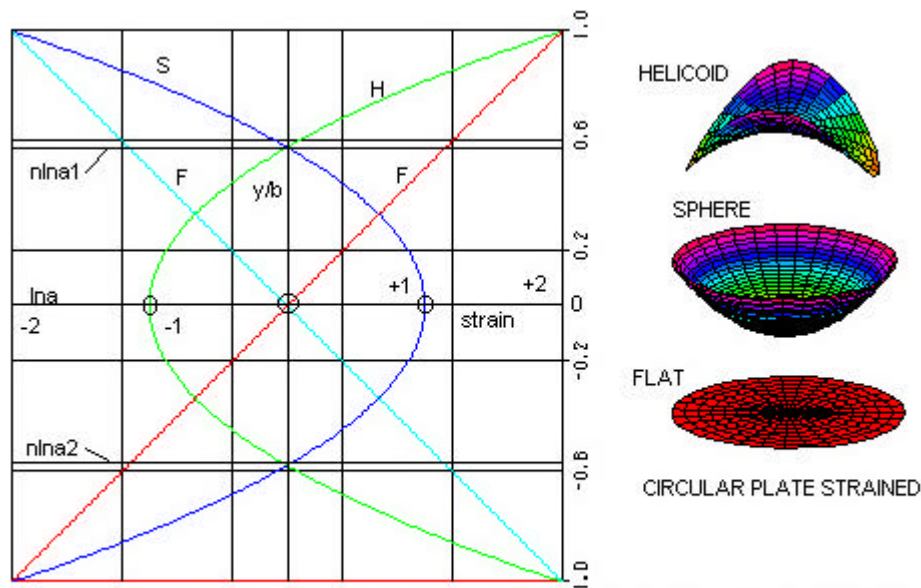 S
H
nlna1
F
y/b
F
lna
-2
-1
+1
strain
+2
nlna2
1.0
0.6
0.2
0
-0.2
-0.6
1.0
HELICOID
SPHERE
FLAT
CIRCULAR PLATE STRAINED